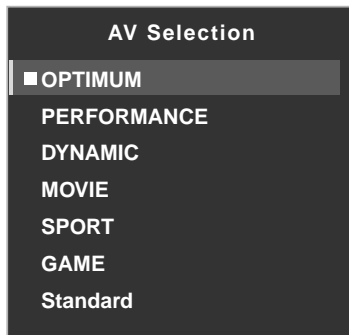 AV Selection
OPTIMUM
PERFORMANCE
DYNAMIC
MOVIE
SPORT
GAME
Standard